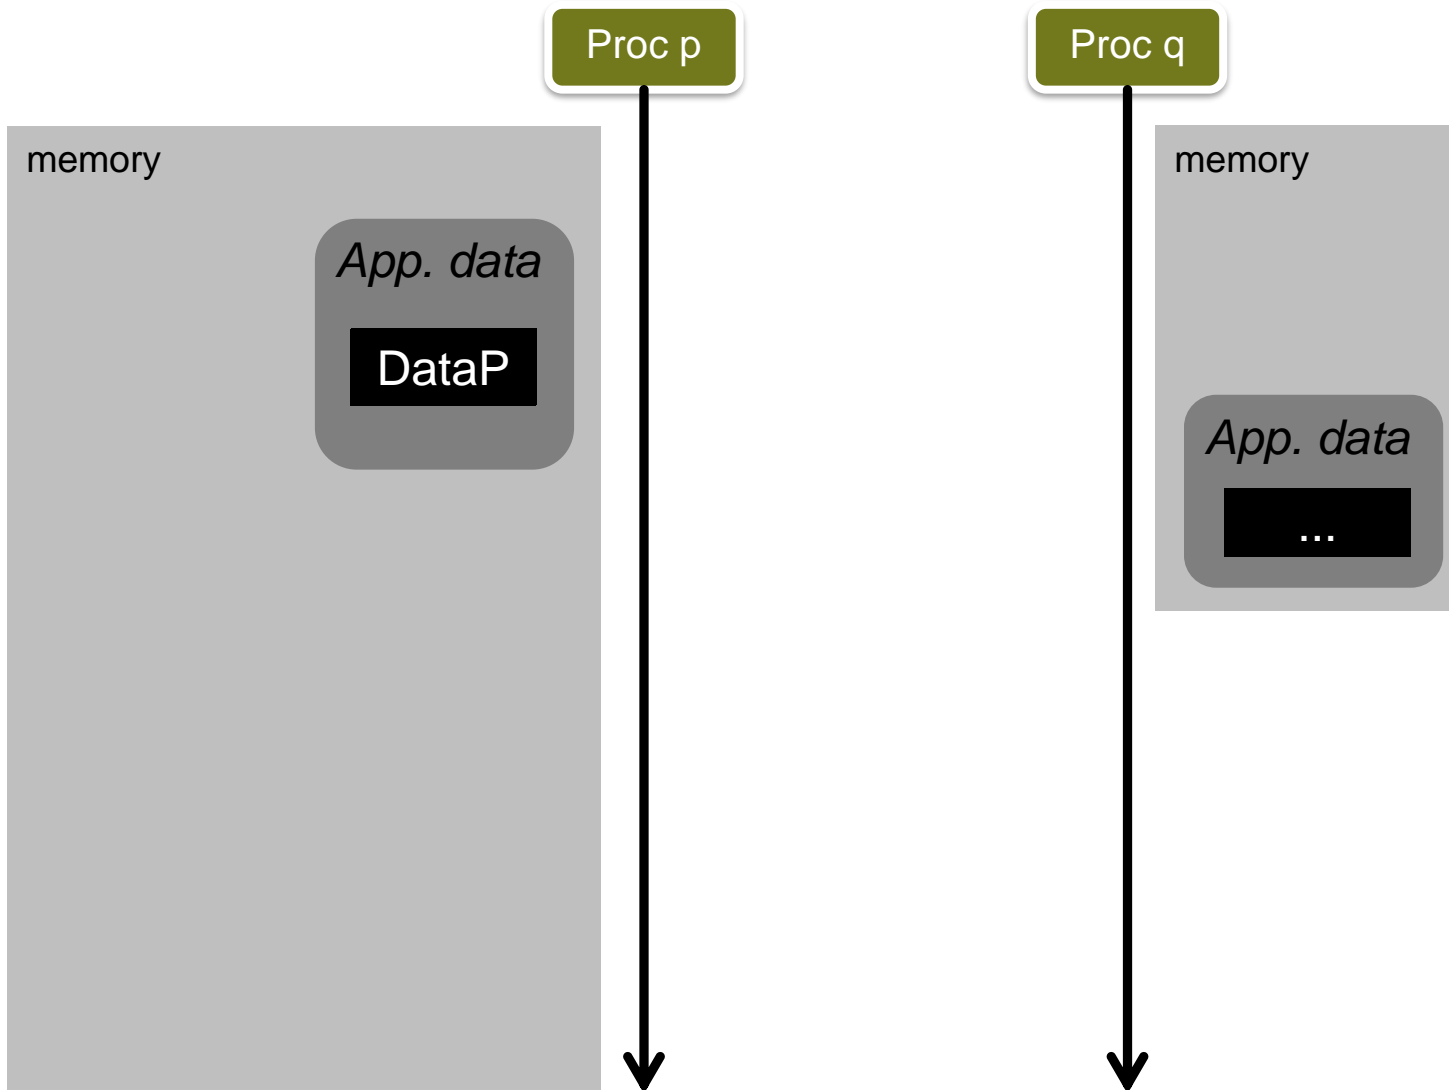 Proc p
Proc q
memory
memory
App. data
DataP
App. data
...